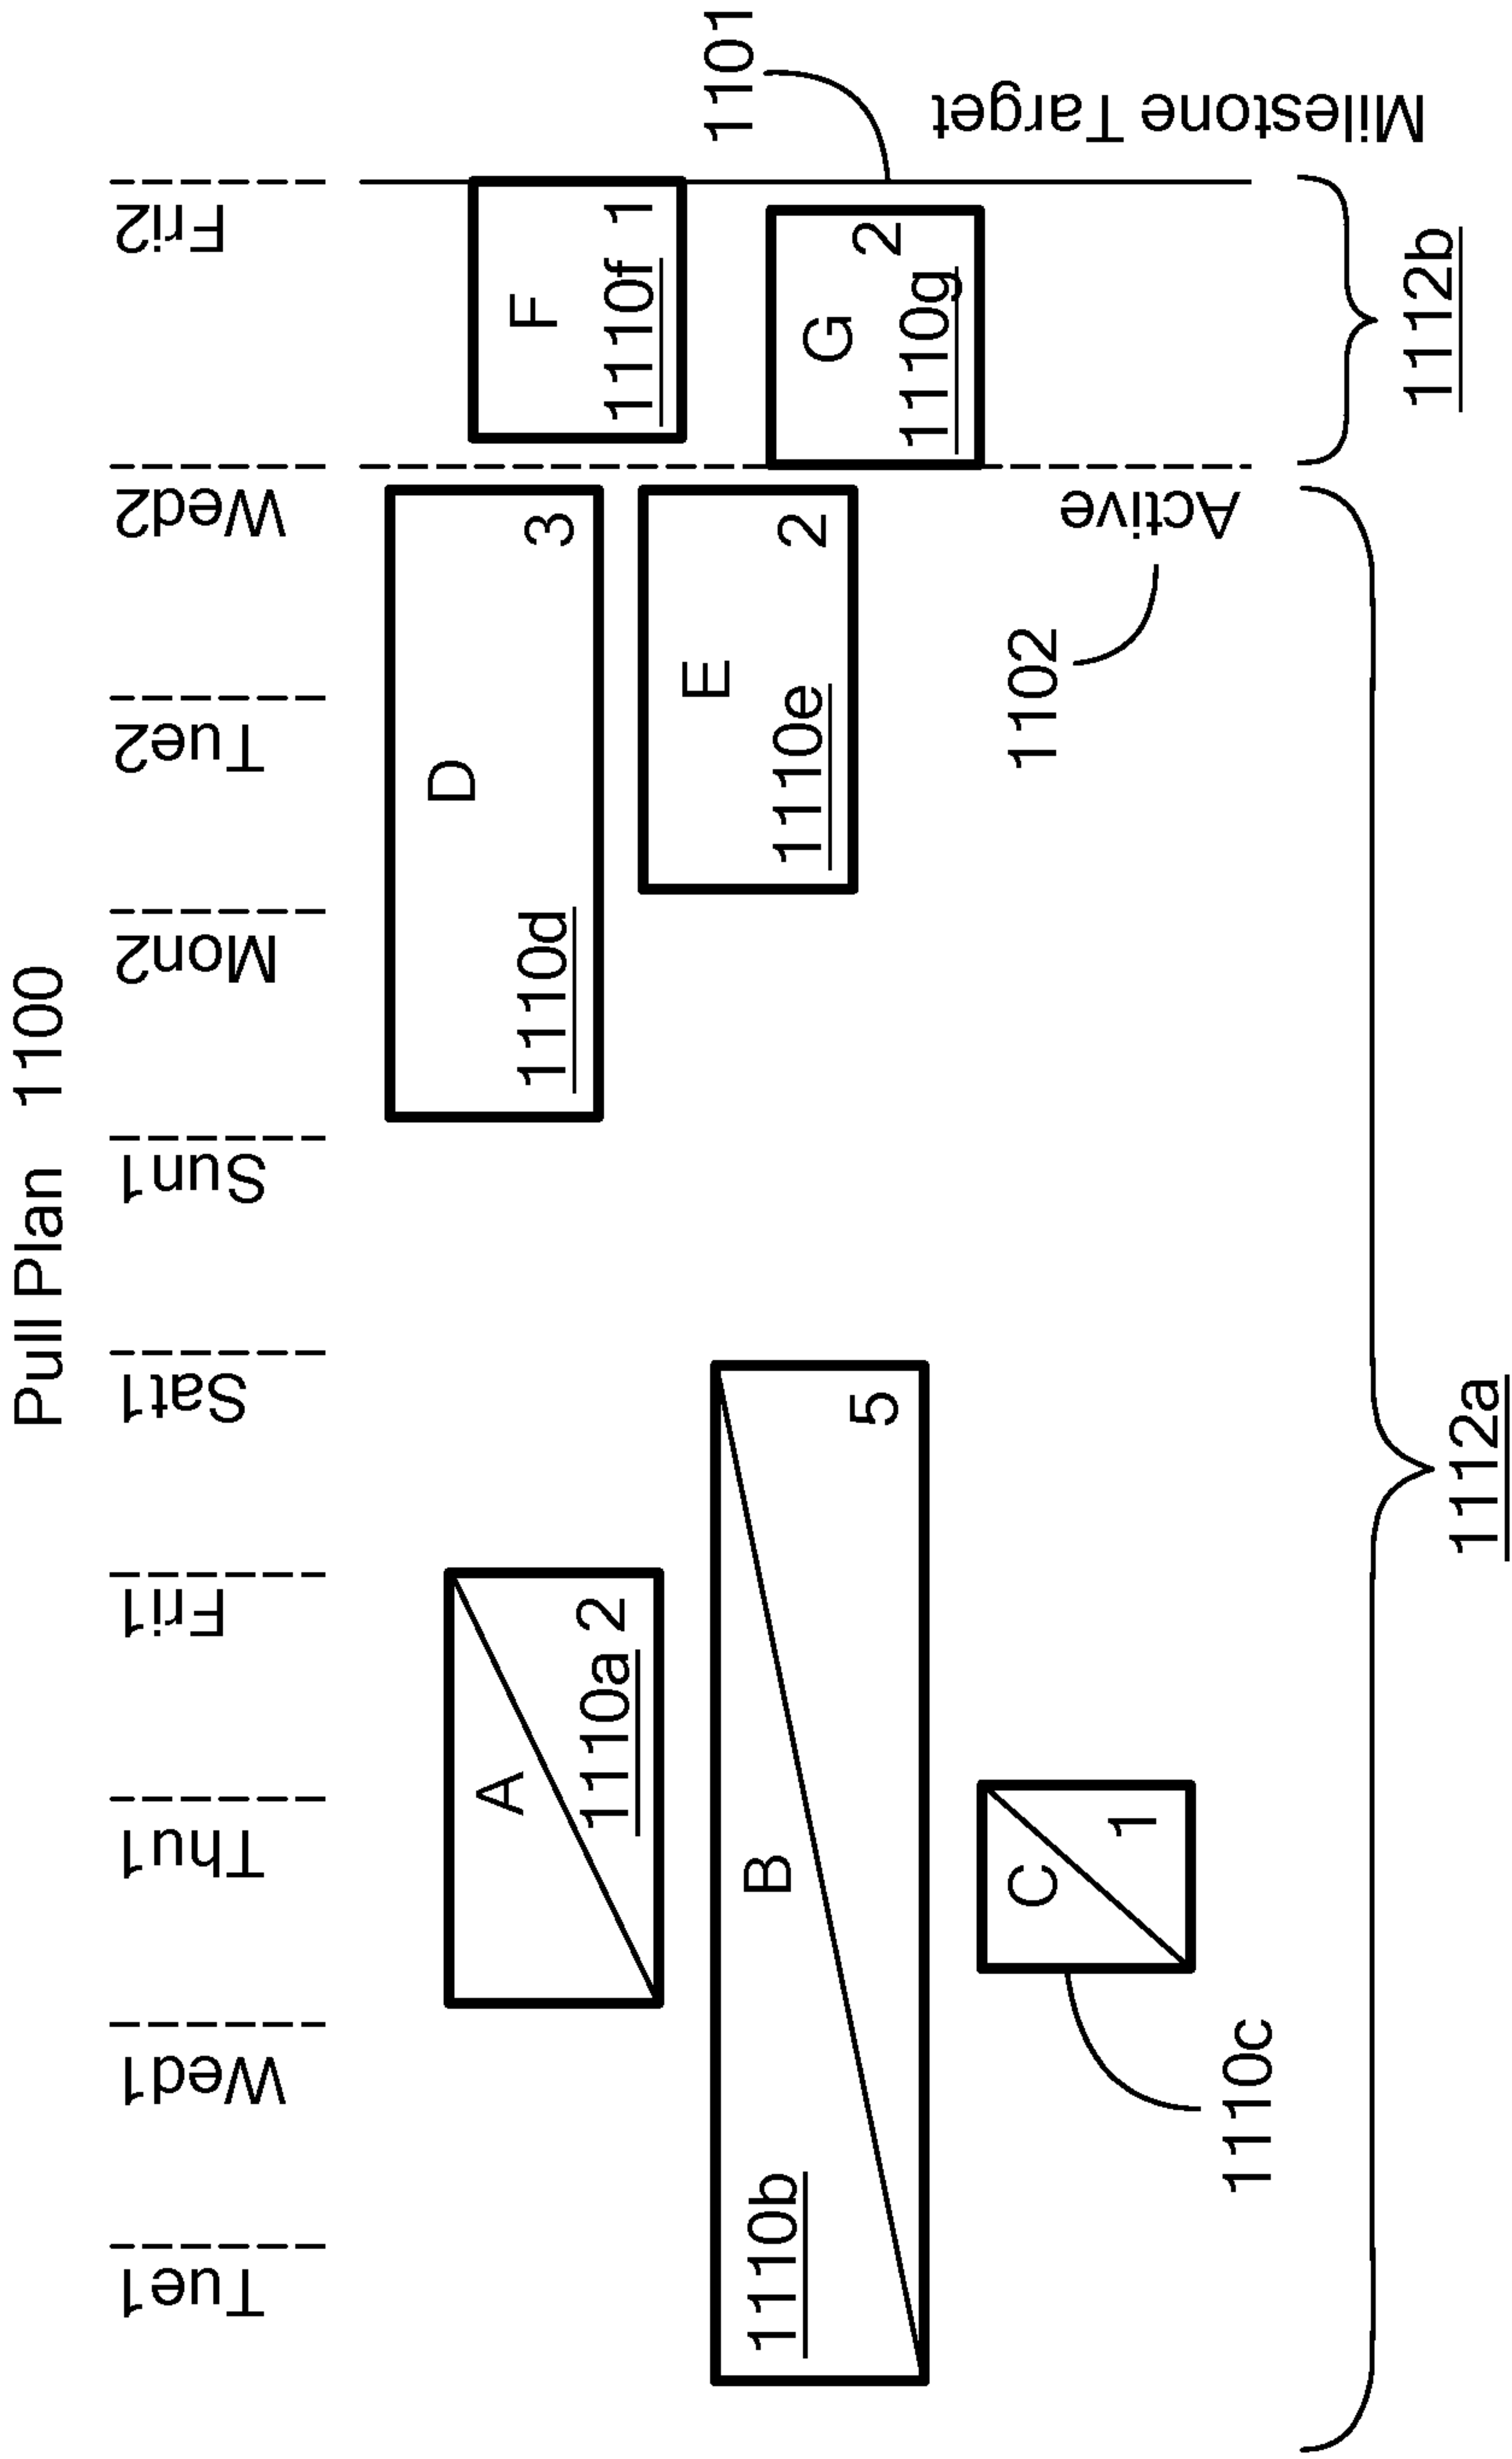 Pull Plan 1100
Tue1
Wed1
Thu1
Fri1
Sat1
Sun1
Mon2
Tue2
Wed2
Fri2
D
1110d
3
A
1110a 2
F
1110f 1
E
1110e
2
B
1110b
5
G
1110g
2
1101
C
1
1110c
1102
Active
Milestone Target
1112a
1112b